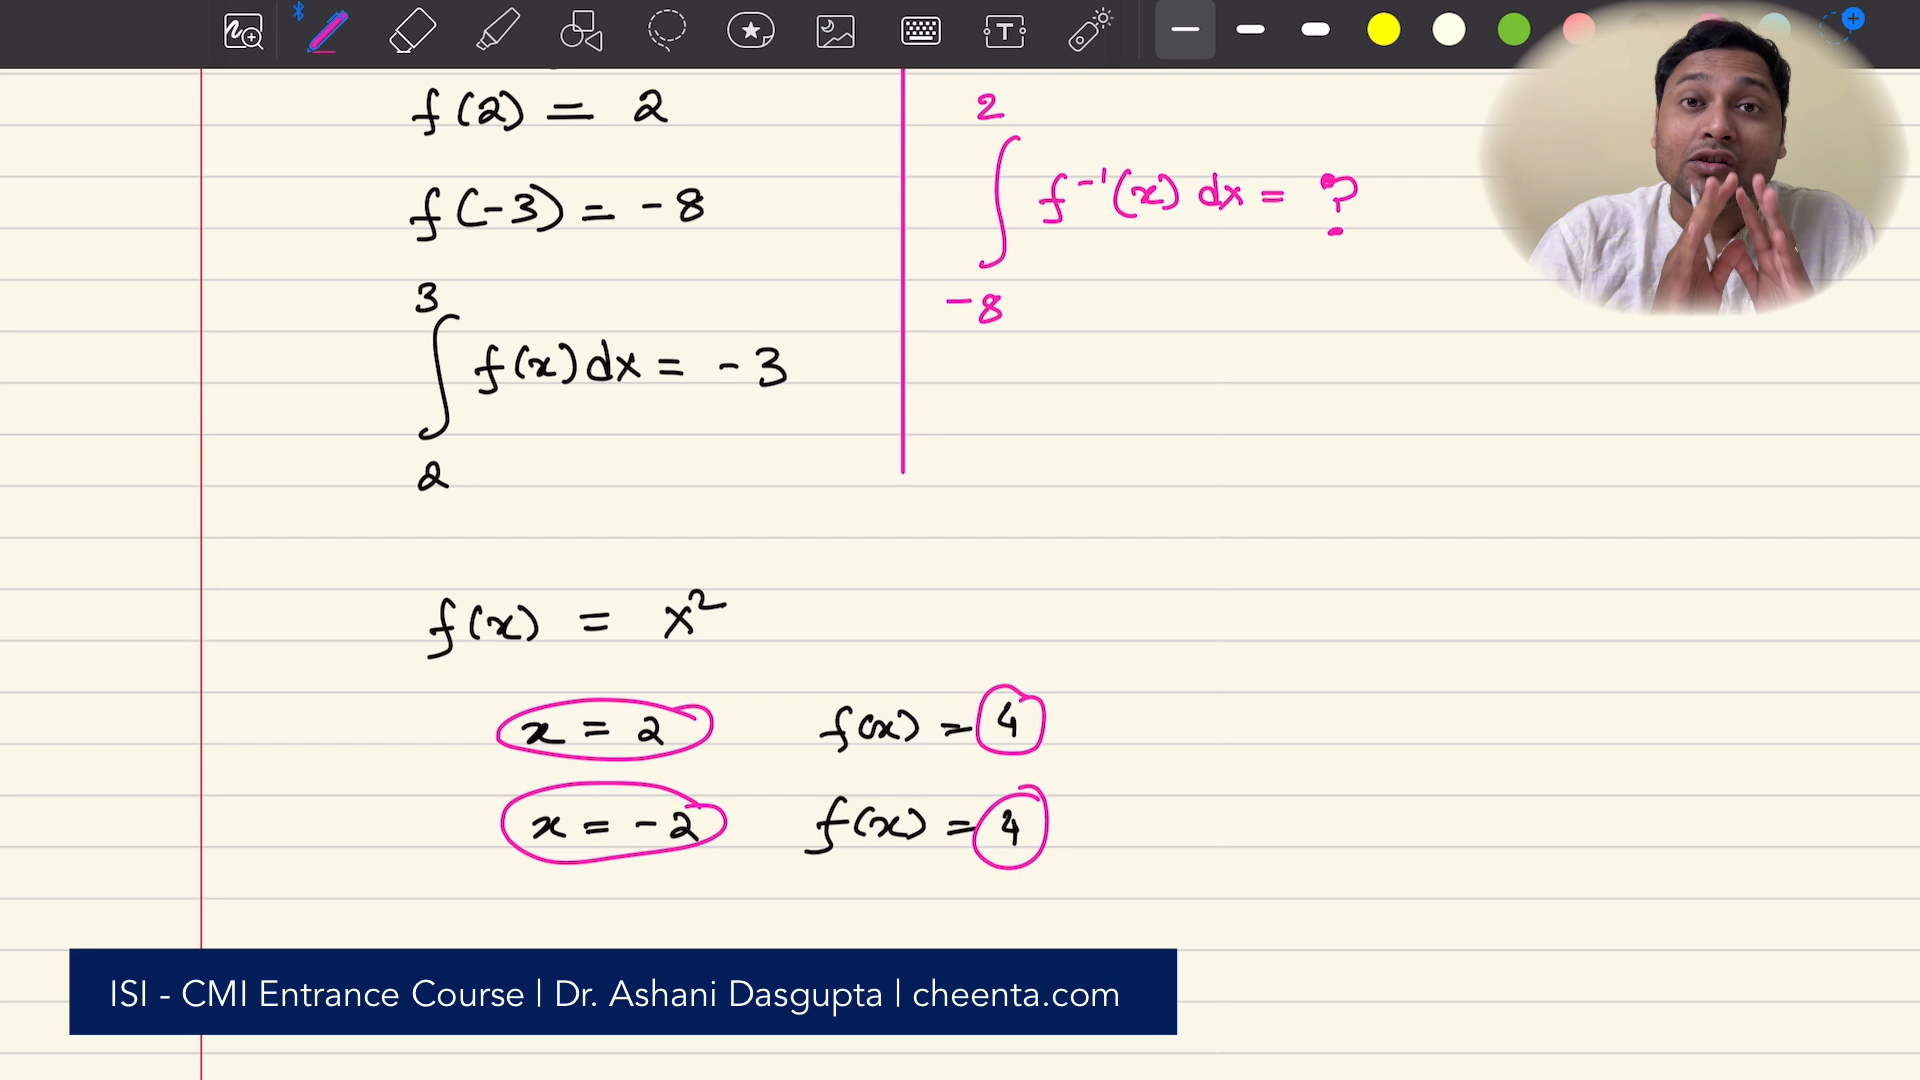 f(2) = 2
f(-3) = -8
3
∫ f(x) dx = -3
2
2
∫ f⁻¹(x) dx = ?
-8
f(x) = x²
x = 2 f(x) = 4
x = -2 f(x) = 4
ISI - CMI Entrance Course | Dr. Ashani Dasgupta | cheenta.com